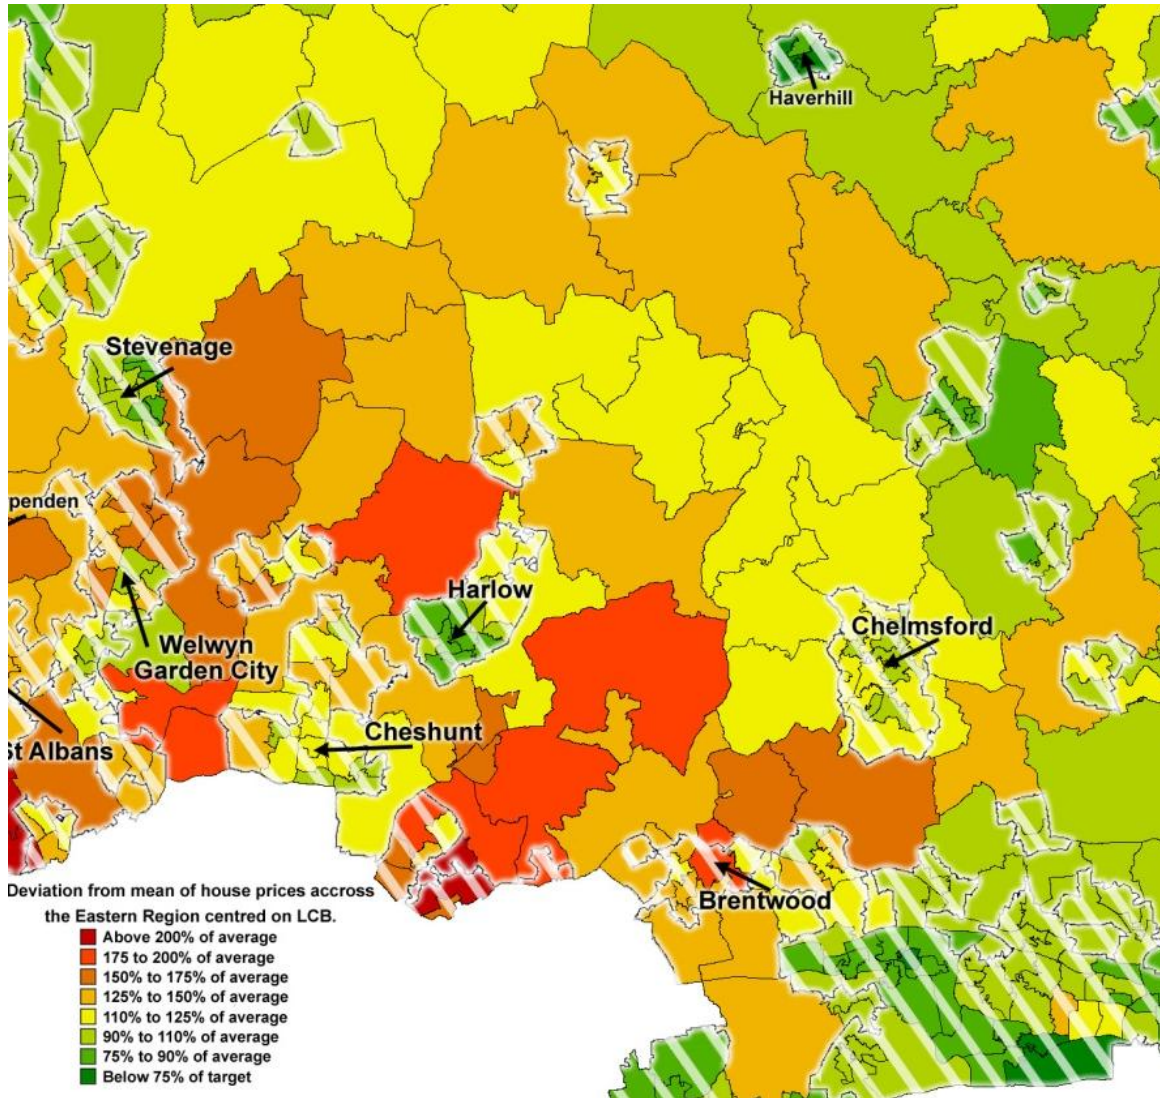 Haverhill
Stevenage
rpenden
Harlow
Chelmsford
Welwyn
Garden City
Cheshunt
St Albans
Brentwood
Deviation from mean of house prices accross
the Eastern Region centred on LCB.
Above 200% of average
175 to 200% of average
150% to 175% of average
125% to 150% of average
110% to 125% of average
90% to 110% of average
75% to 90% of average
Below 75% of target